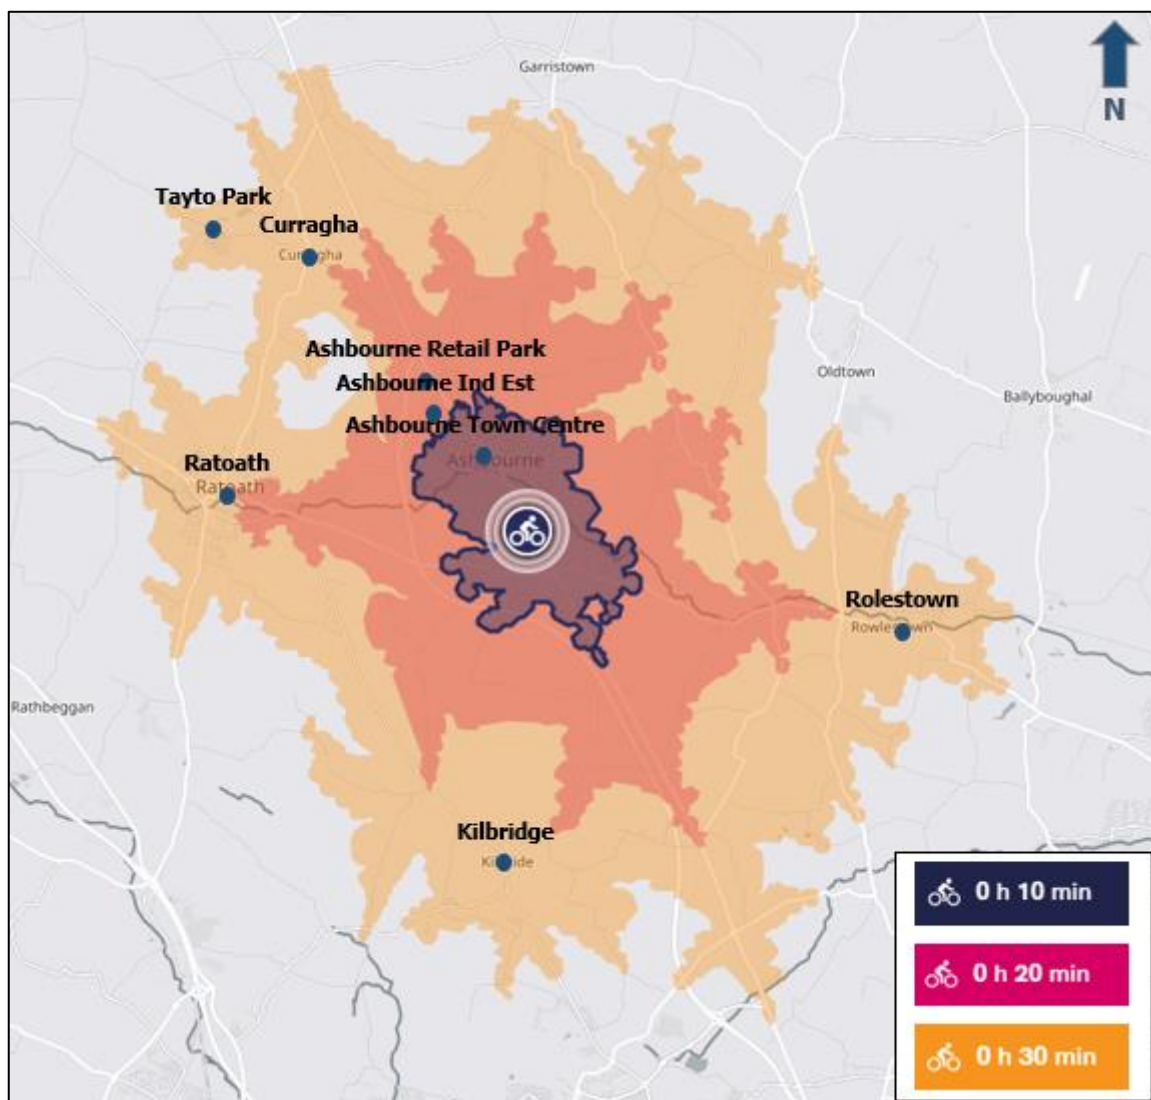 Garristown
N
Tayto Park
Curragha
Curragha
Ashbourne Retail Park
Ashbourne Ind Est
Oldtown
Ballyboughal
Ashbourne Town Centre
Ashbourne
Ratoath
Ratoath
Rolestown
Rathbeggan
Kilbridge
0 h 10 min
0 h 20 min
0 h 30 min